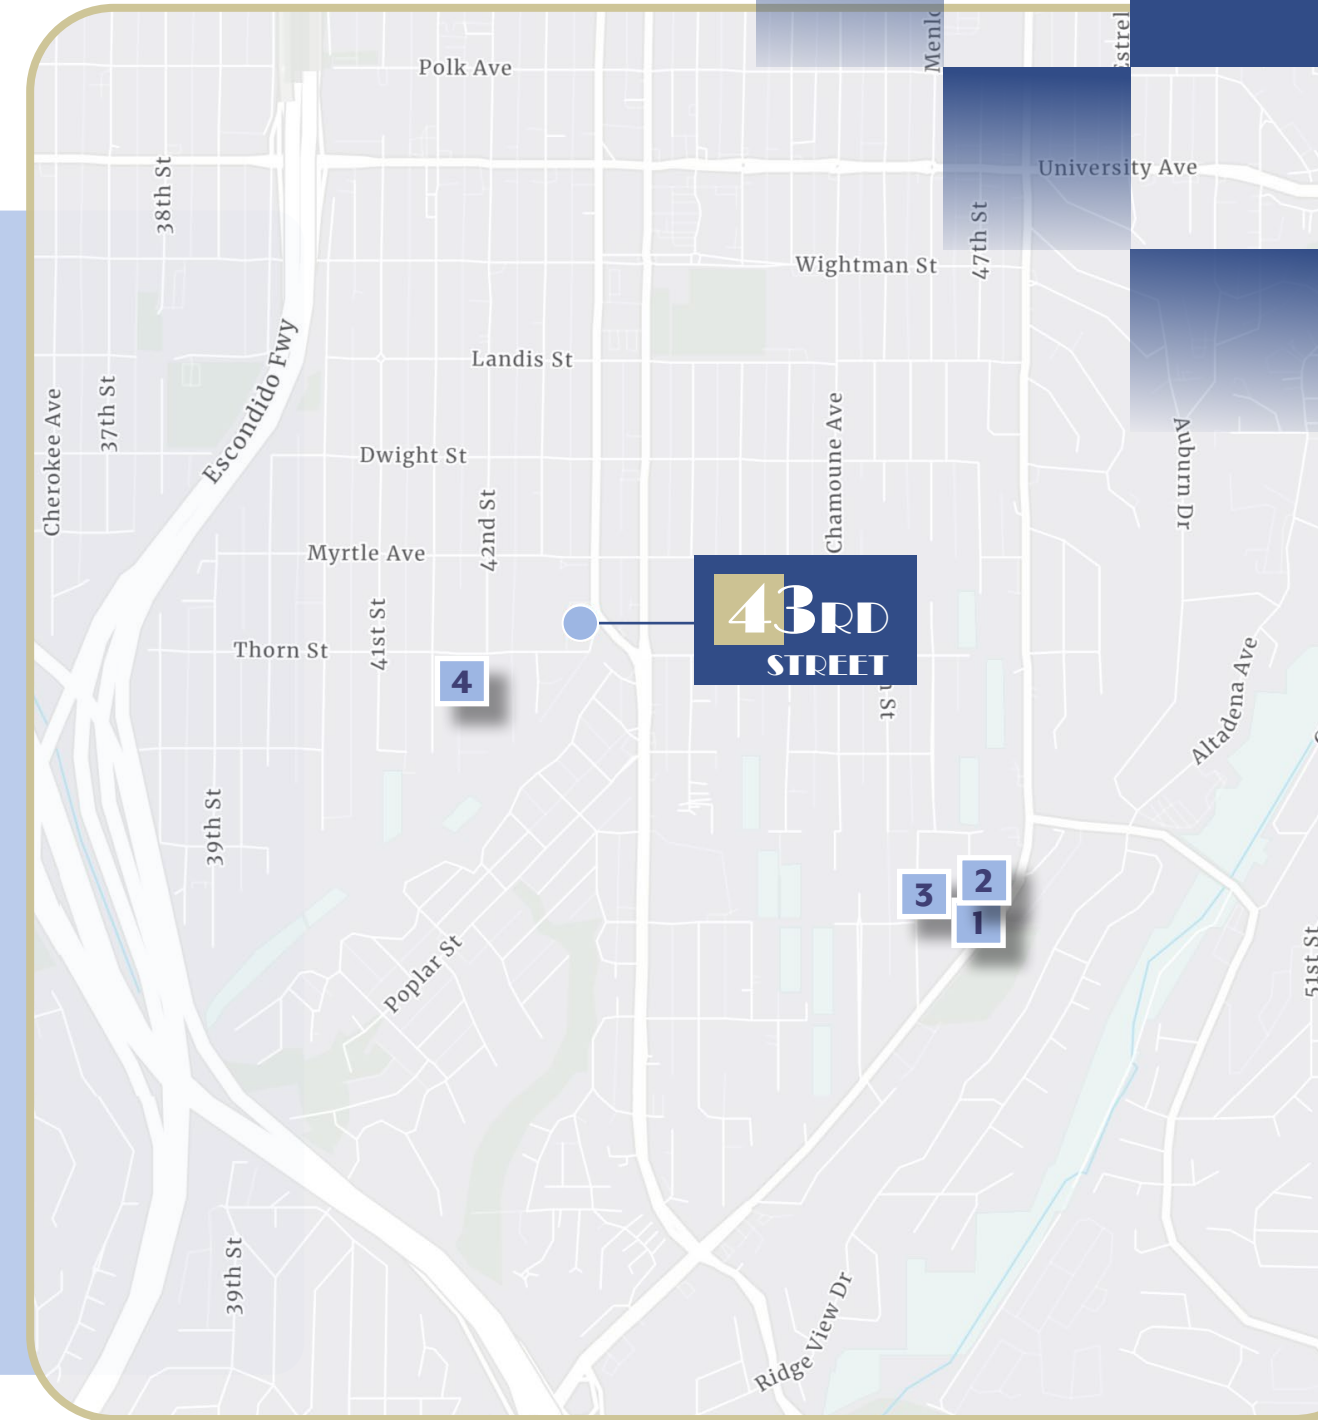 Menlo
Estrel
Polk Ave
University Ave
38th St
47th St
Wightman St
Escondido Fwy
Landis St
37th St
Cherokee Ave
Chamoune Ave
Auburn Dr
Dwight St
42nd St
Myrtle Ave
43RD
STREET
41st St
Thorn St
4
St
Altadena Ave
39th St
2
3
1
Poplar St
51st St
39th St
Ridge View Dr